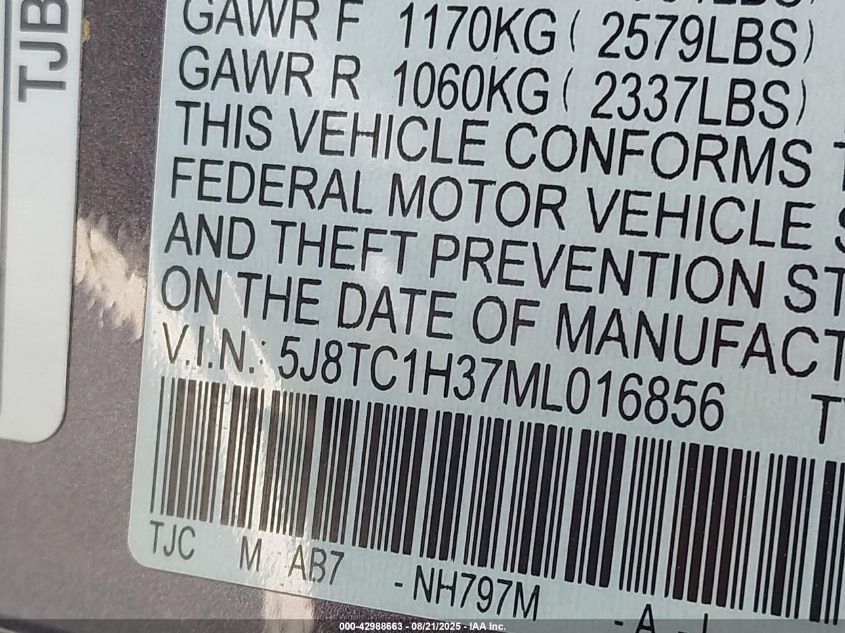 TJB
GAWR F 1170KG ( 2579LBS)
GAWR R 1060KG ( 2337LBS)
THIS VEHICLE CONFORMS T
FEDERAL MOTOR VEHICLE S
AND THEFT PREVENTION ST
ON THE DATE OF MANUFACT
V.I.N.: 5J8TC1H37ML016856 TY
TJC M AB7 -NH797M -A
000-42988663 - 08/21/2025 - IAA Inc.